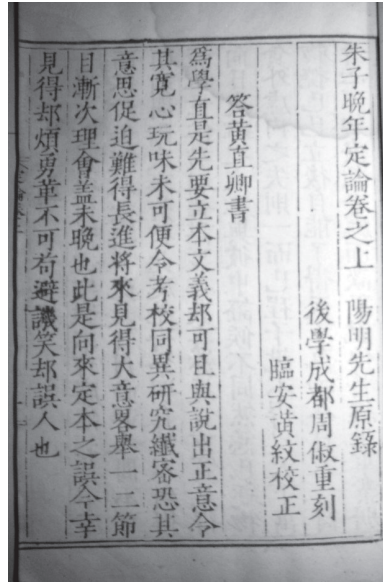 朱子晚年定論卷之上　陽明先生原錄
後學成都周俶重刻
臨安黃紋校正
答黃直卿書
爲學直是先要立本文義却可且與說出正意令
其寬心玩味未可便令考校同異研究纖密恐其
意思促迫難得長進將來見得大意畧舉一二節
目漸次理會蓋未晚也此是向來定本之誤今幸
見得却煩勇革不可苟避譏笑却誤人也